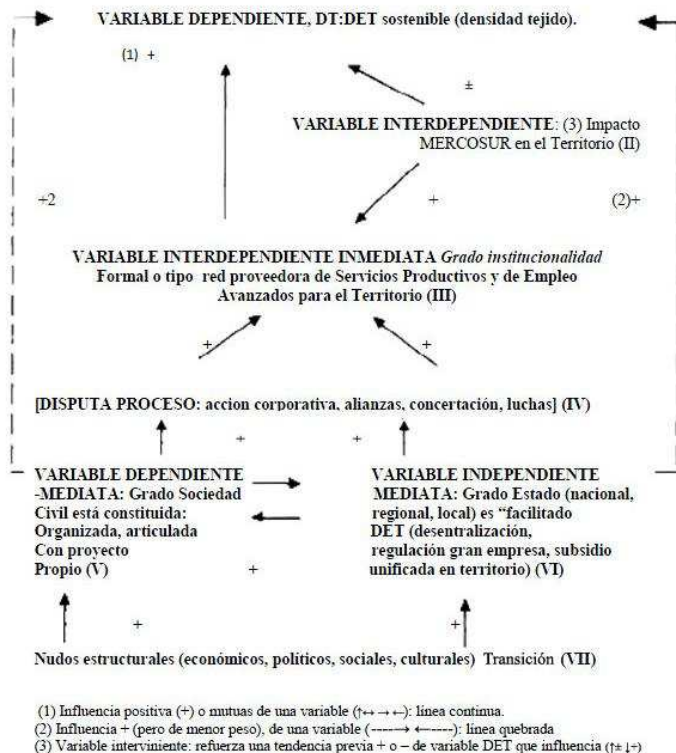 VARIABLE DEPENDIENTE, DT:DET sostenible (densidad tejido).
(1) +
±
VARIABLE INTERDEPENDIENTE: (3) Impacto
MERCOSUR en el Territorio (II)
+2
+
(2)+
VARIABLE INTERDEPENDIENTE INMEDIATA Grado institucionalidad
Formal o tipo red proveedora de Servicios Productivos y de Empleo
Avanzados para el Territorio (III)
+
+
[DISPUTA PROCESO: accion corporativa, alianzas, concertación, luchas] (IV)
+
+
VARIABLE DEPENDIENTE
-MEDIATA: Grado Sociedad
Civil está constituida:
Organizada, articulada
Con proyecto
Propio (V)
+
VARIABLE INDEPENDIENTE
MEDIATA: Grado Estado (nacional,
regional, local) es “facilitado
DET (desentralización,
regulación gran empresa, subsidio
unificada en territorio) (VI)
+
+
Nudos estructurales (económicos, políticos, sociales, culturales) Transición (VII)
(1) Influencia positiva (+) o mutuas de una variable (↑↔→←): línea continua.
(2) Influencia + (pero de menor peso), de una variable (-----→ ←-----): línea quebrada
(3) Variable interviniente: refuerza una tendencia previa + o – de variable DET que influencia (↑± ↓+)